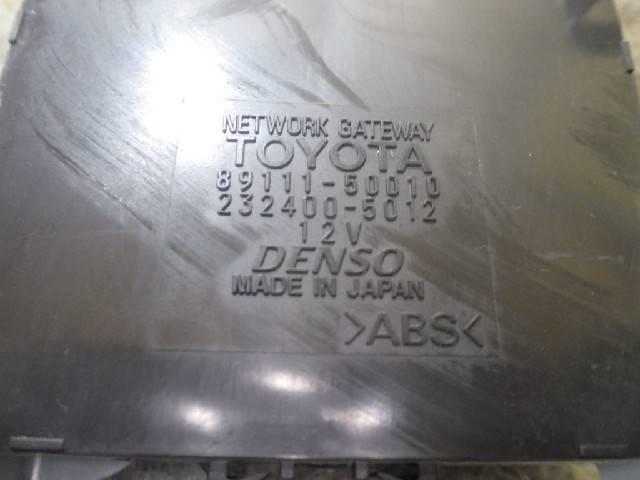 NETWORK GATEWAY
TOYOTA
89111-50010
232400-5012
12V
DENSO
MADE IN JAPAN
>ABS<